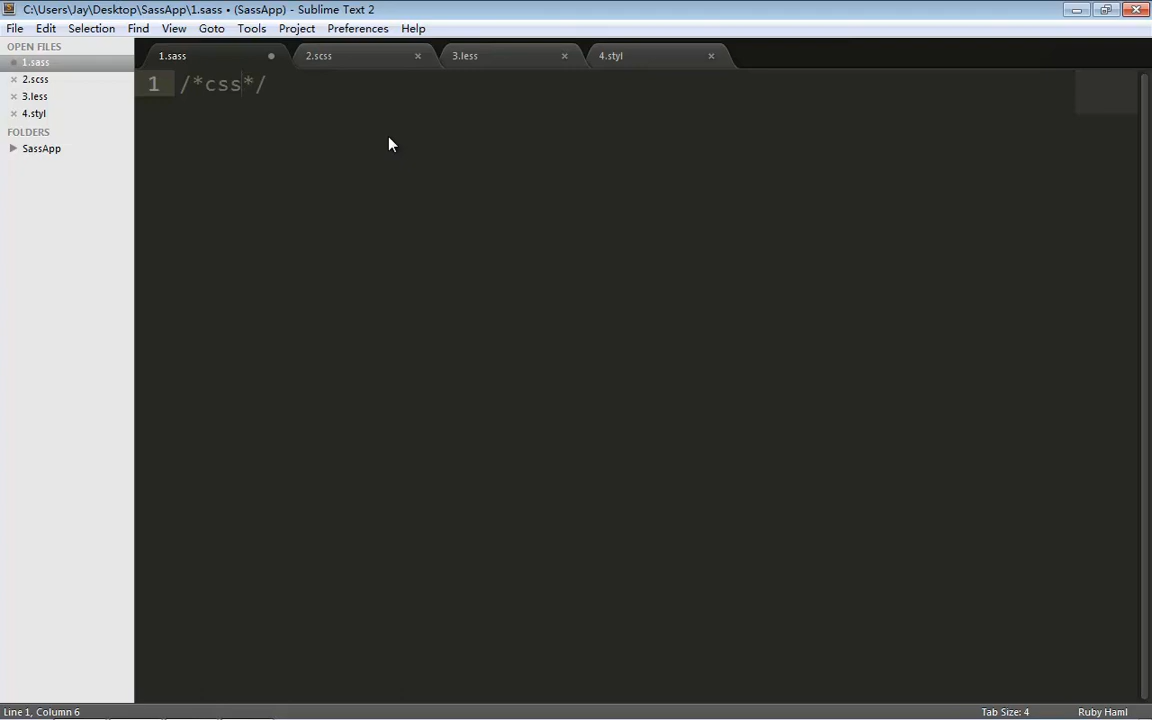 C:\Users\Jay\Desktop\SassApp\1.sass • (SassApp) - Sublime Text 2
File Edit Selection Find View Goto Tools Project Preferences Help
OPEN FILES
1.sass
2.scss
3.less
4.styl
FOLDERS
SassApp
1.sass 2.scss 3.less 4.styl
1 /*css*/
Line 1, Column 6 Tab Size: 4 Ruby Haml